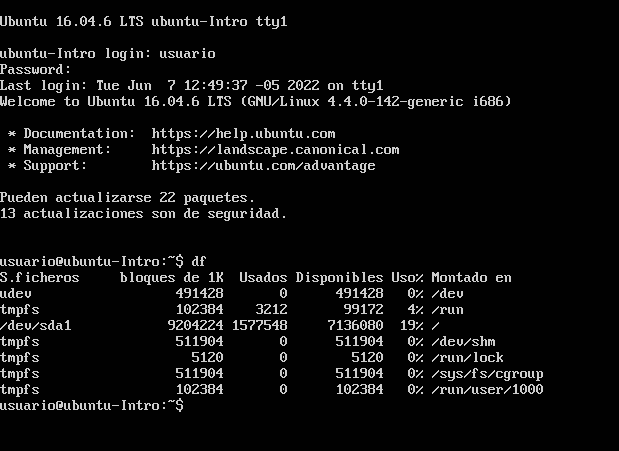 Ubuntu 16.04.6 LTS ubuntu-Intro tty1
ubuntu-Intro login: usuario
Password:
Last login: Tue Jun  7 12:49:37 -05 2022 on tty1
Welcome to Ubuntu 16.04.6 LTS (GNU/Linux 4.4.0-142-generic i686)
 * Documentation:  https://help.ubuntu.com
 * Management:     https://landscape.canonical.com
 * Support:        https://ubuntu.com/advantage
Pueden actualizarse 22 paquetes.
13 actualizaciones son de seguridad.
usuario@ubuntu-Intro:~$ df
S.ficheros     bloques de 1K  Usados Disponibles Uso% Montado en
udev                  491428       0      491428   0% /dev
tmpfs                 102384    3212       99172   4% /run
/dev/sda1            9204224 1577548     7136080  19% /
tmpfs                 511904       0      511904   0% /dev/shm
tmpfs                   5120       0        5120   0% /run/lock
tmpfs                 511904       0      511904   0% /sys/fs/cgroup
tmpfs                 102384       0      102384   0% /run/user/1000
usuario@ubuntu-Intro:~$